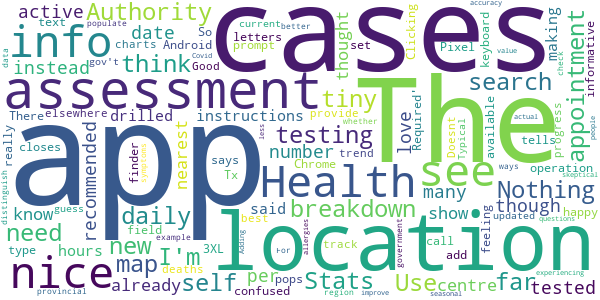 active Authority
text
current
better
cases
accuracy
populate
date
So
Android
charts
letters
Pixel
set
thought
Clicking
making
info
data
gov't
Good
Covid
prompt
value
keyboard
informative
app
The
instead
think
assessment
There
elsewhere
drilled
tiny
love
Required'
search
appointment
check
instructions
provide
whether
Doesnt
Typical
available
progress
people
really
closes
recommended
finder
symptoms
says
Tx
nearest
testing
number
Chrome
trend
less
see
tells
actual
distinguish
know
guess
daily
Health
many
Nothing
operation
ways
skeptical
need
field
best
breakdown
said
show
though
type
hours
new
I'm
3XL
track
allergies
government
call
updated
questions
happy
location
nice
map
per
Stats
Use
centre
far
feeling
add
example
Adding
For
already
self
confused
deaths
pops
region
improve
seasonal
tested
experiencing
provincial